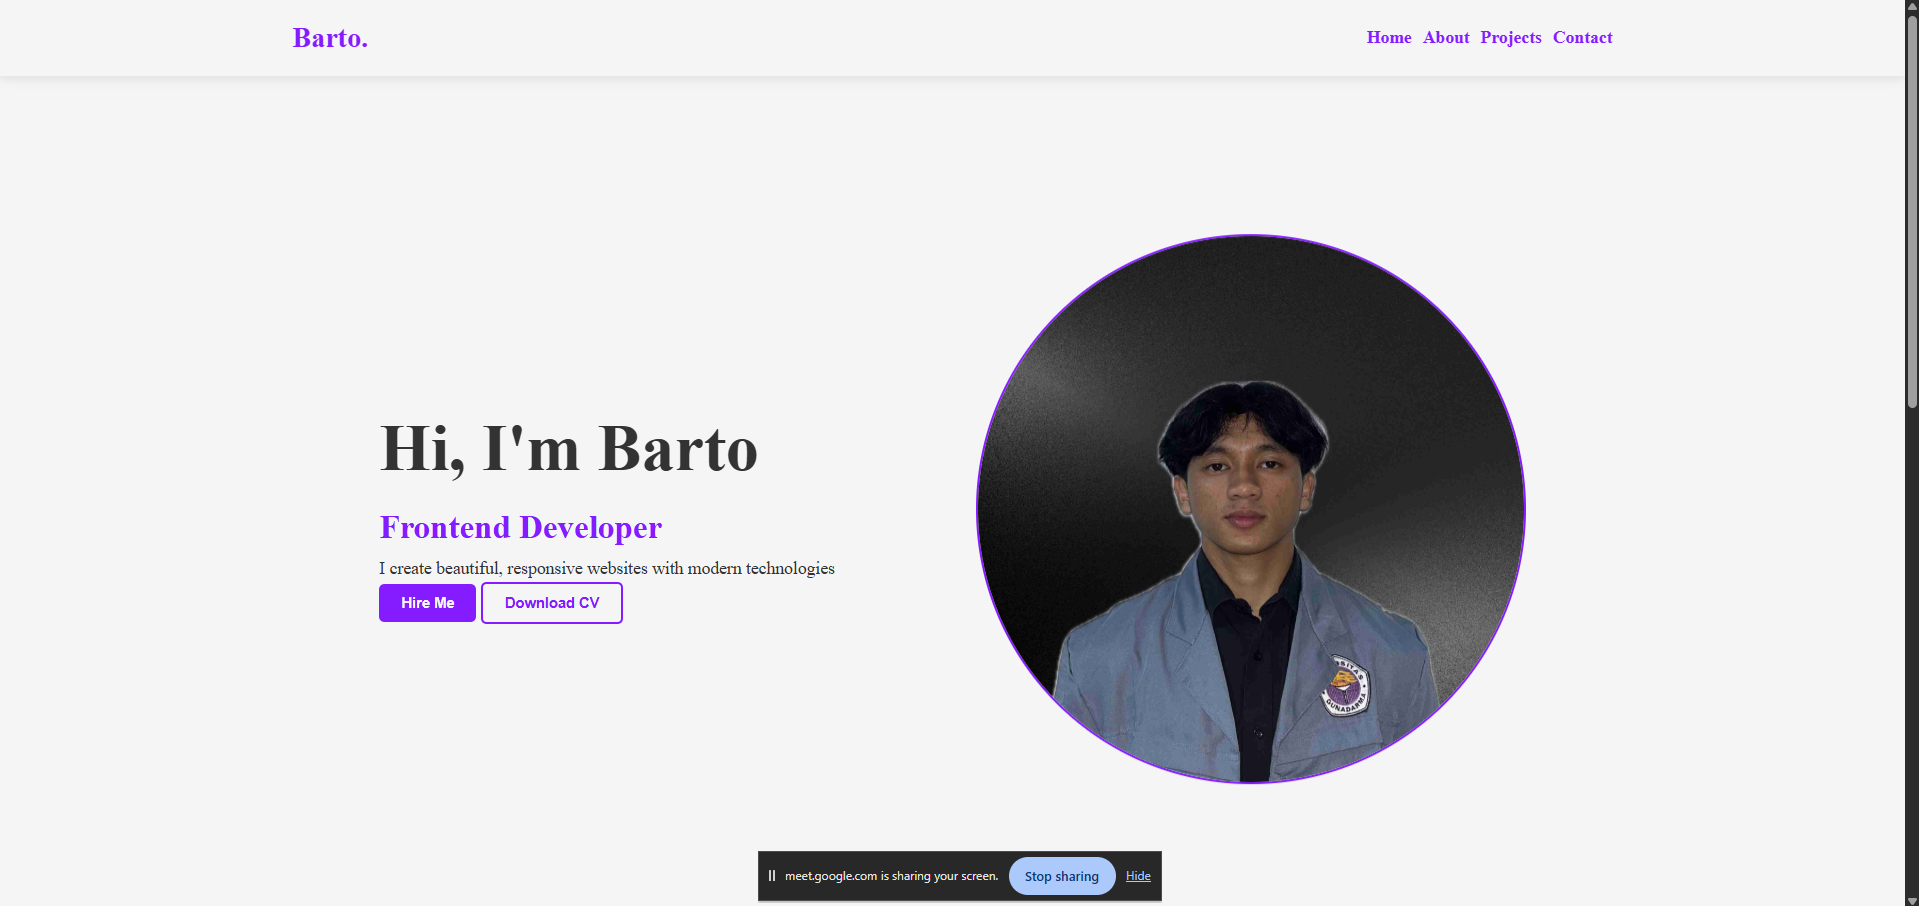 Barto.
Home About Projects Contact
Hi, I'm Barto
Frontend Developer
I create beautiful, responsive websites with modern technologies
Hire Me Download CV
SITAS
GUNADARMA
meet.google.com is sharing your screen. Stop sharing Hide